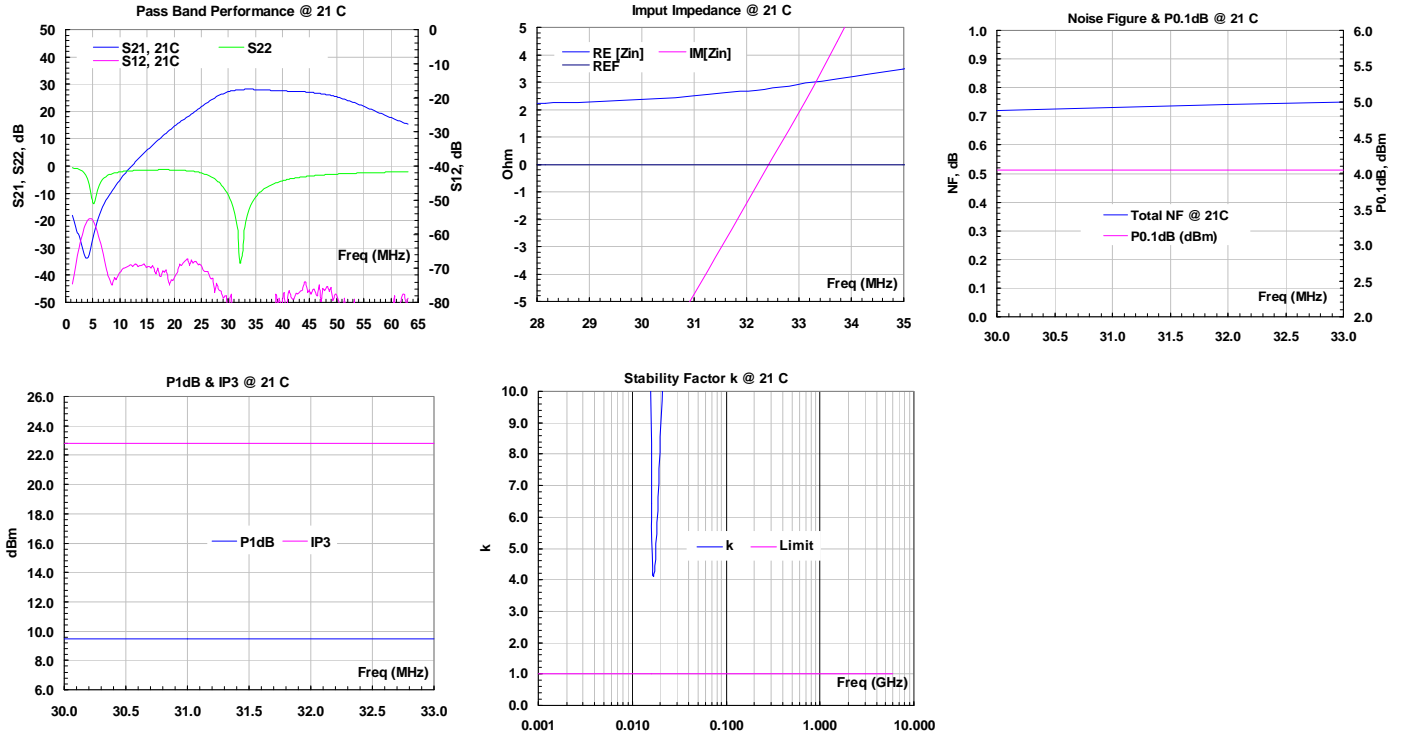 Pass Band Performance @ 21 C
50
40
30
20
10
0
-10
-20
-30
-40
-50
S21, S22, dB
S21, 21C
S22
S12, 21C
0
-10
-20
-30
-40
-50
-60
-70
-80
S12, dB
Freq (MHz)
0 5 10 15 20 25 30 35 40 45 50 55 60 65
Imput Impedance @ 21 C
5
4
3
2
1
0
-1
-2
-3
-4
-5
Ohm
RE [Zin]
IM[Zin]
REF
Freq (MHz)
28 29 30 31 32 33 34 35
Noise Figure & P0.1dB @ 21 C
1.0
0.9
0.8
0.7
0.6
0.5
0.4
0.3
0.2
0.1
0.0
NF, dB
Total NF @ 21C
P0.1dB (dBm)
6.0
5.5
5.0
4.5
4.0
3.5
3.0
2.5
2.0
P0.1dB, dBm
Freq (MHz)
30.0 30.5 31.0 31.5 32.0 32.5 33.0
P1dB & IP3 @ 21 C
26.0
24.0
22.0
20.0
18.0
16.0
14.0
12.0
10.0
8.0
6.0
dBm
P1dB
IP3
Freq (MHz)
30.0 30.5 31.0 31.5 32.0 32.5 33.0
Stability Factor k @ 21 C
10.0
9.0
8.0
7.0
6.0
5.0
4.0
3.0
2.0
1.0
0.0
k
k
Limit
Freq (GHz)
0.001 0.010 0.100 1.000 10.000